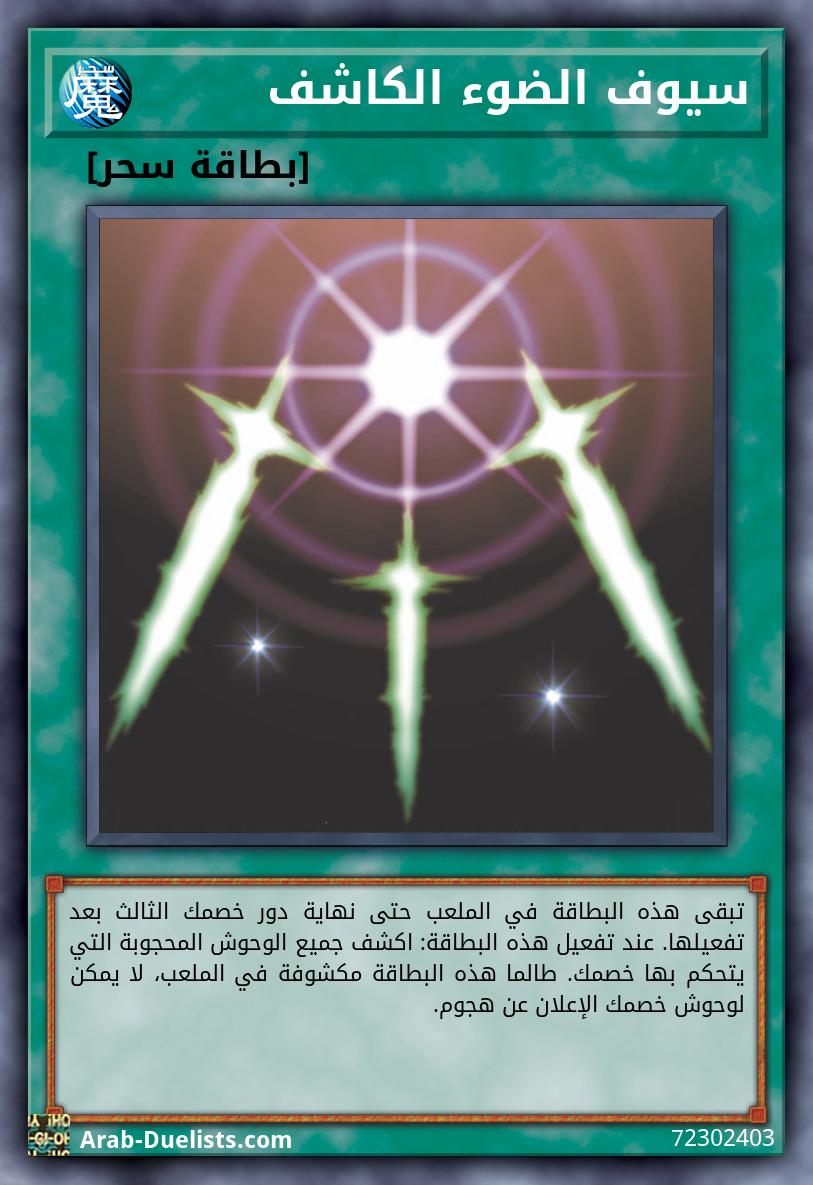 سيوف الضوء الكاشف
魔
[بطاقة سحر]
تبقى هذه البطاقة في الملعب حتى نهاية دور خصمك الثالث بعد
تفعيلها. عند تفعيل هذه البطاقة: اكشف جميع الوحوش المحجوبة التي
يتحكم بها خصمك. طالما هذه البطاقة مكشوفة في الملعب، لا يمكن
لوحوش خصمك الإعلان عن هجوم.
Arab-Duelists.com
72302403